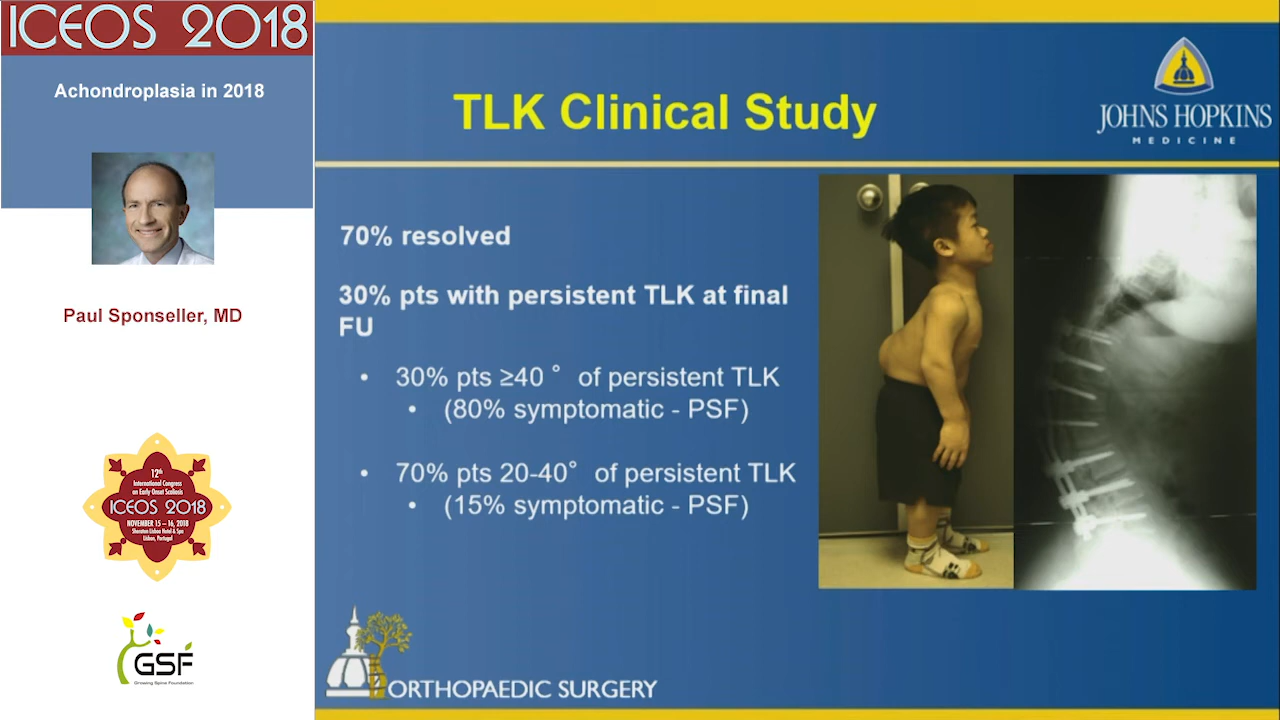 ICEOS 2018
Achondroplasia in 2018
Paul Sponseller, MD
12th
International Congress
on Early Onset Scoliosis
ICEOS 2018
NOVEMBER 15 – 16, 2018
Sheraton Lisboa Hotel & Spa
Lisbon, Portugal
GSF
Growing Spine Foundation
TLK Clinical Study
JOHNS HOPKINS
MEDICINE
70% resolved
30% pts with persistent TLK at final
FU
• 30% pts ≥40 ° of persistent TLK
• (80% symptomatic - PSF)
• 70% pts 20-40° of persistent TLK
• (15% symptomatic - PSF)
ORTHOPAEDIC SURGERY